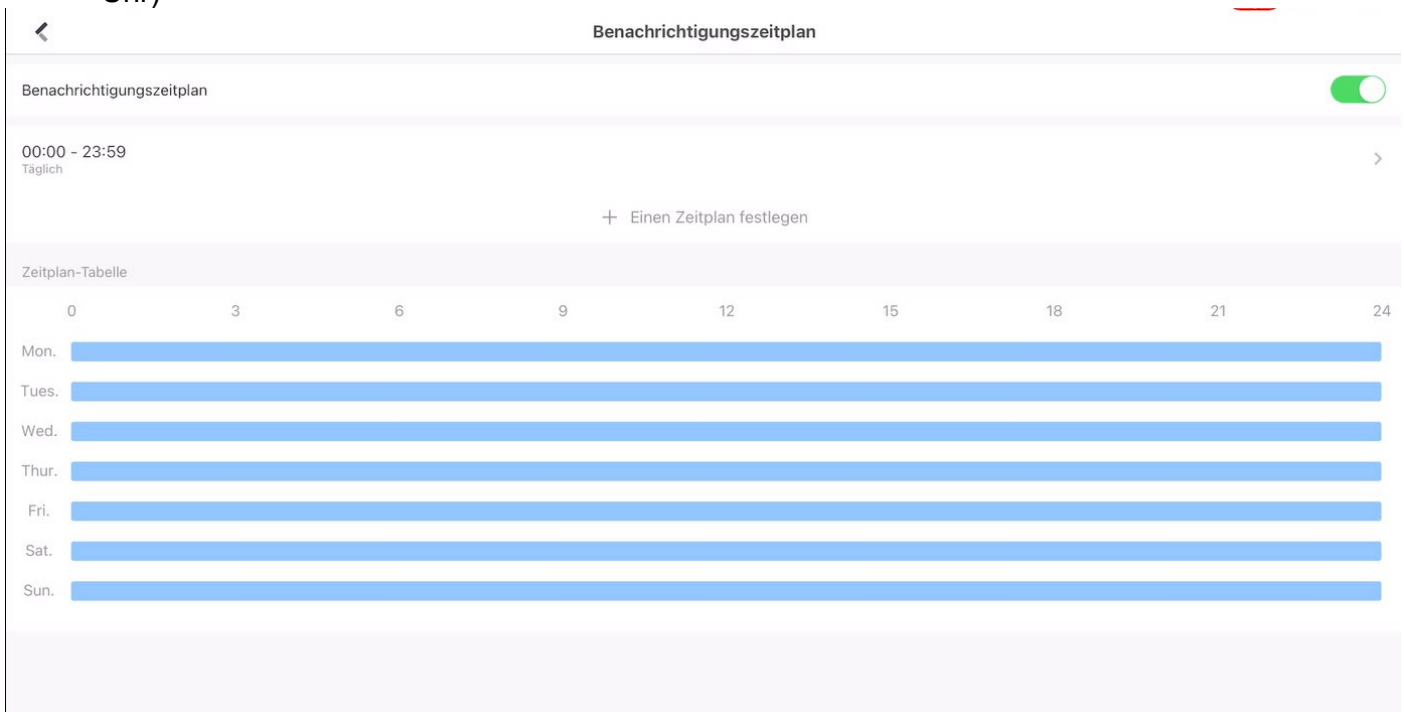 Uhr)
Benachrichtigungszeitplan
Benachrichtigungszeitplan
00:00 - 23:59
Täglich
+ Einen Zeitplan festlegen
Zeitplan-Tabelle
0 3 6 9 12 15 18 21 24
Mon.
Tues.
Wed.
Thur.
Fri.
Sat.
Sun.